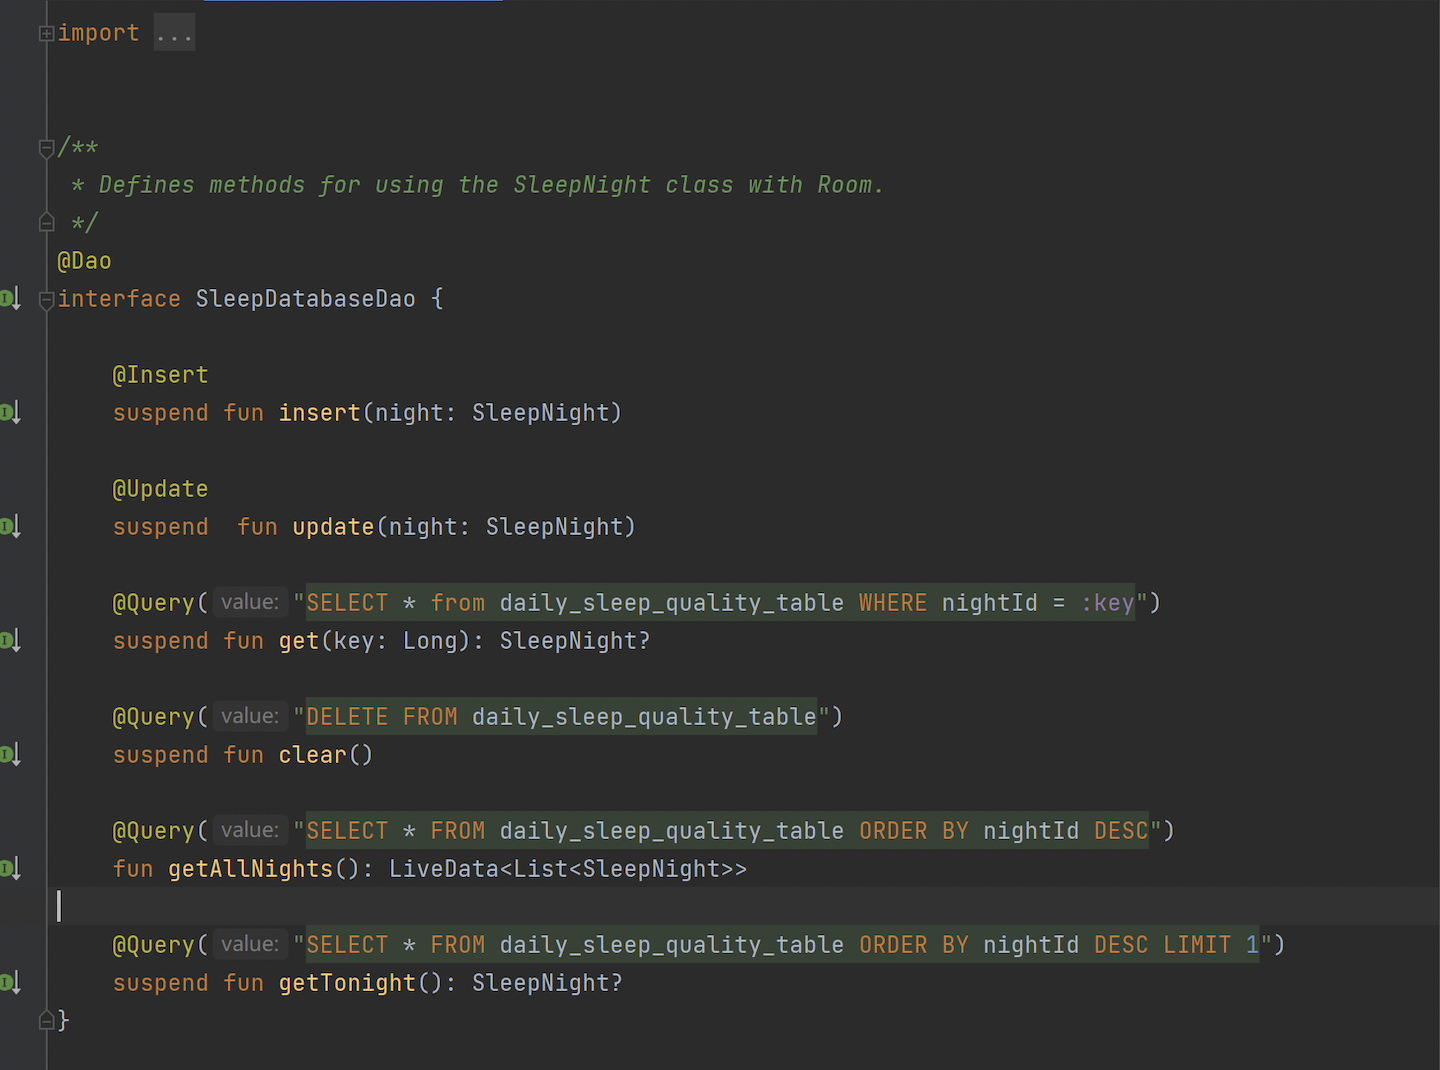 import ...
/**
 * Defines methods for using the SleepNight class with Room.
 */
@Dao
interface SleepDatabaseDao {
    @Insert
    suspend fun insert(night: SleepNight)
    @Update
    suspend  fun update(night: SleepNight)
    @Query( value: "SELECT * from daily_sleep_quality_table WHERE nightId = :key")
    suspend fun get(key: Long): SleepNight?
    @Query( value: "DELETE FROM daily_sleep_quality_table")
    suspend fun clear()
    @Query( value: "SELECT * FROM daily_sleep_quality_table ORDER BY nightId DESC")
    fun getAllNights(): LiveData<List<SleepNight>>
    @Query( value: "SELECT * FROM daily_sleep_quality_table ORDER BY nightId DESC LIMIT 1")
    suspend fun getTonight(): SleepNight?
}